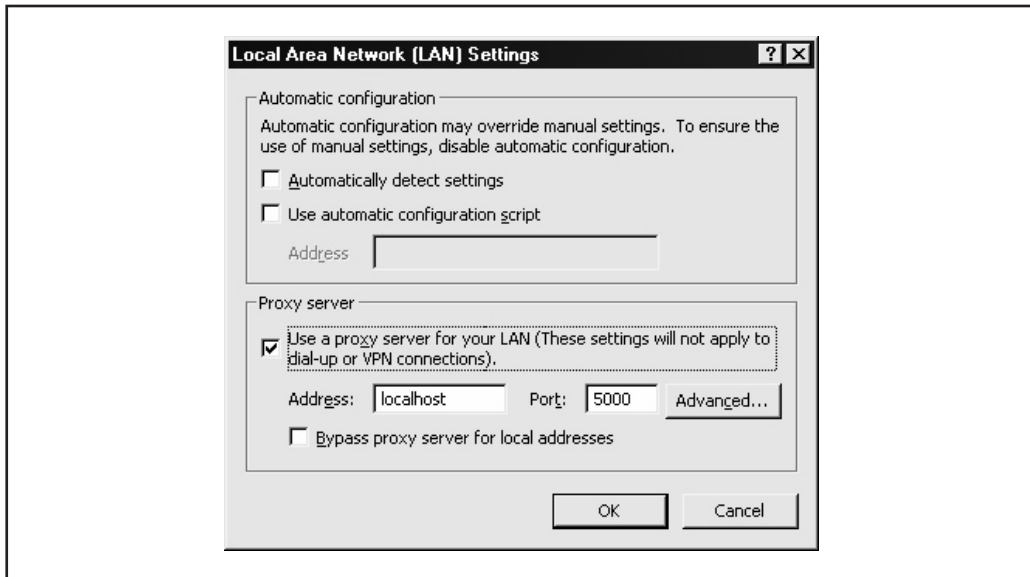 Local Area Network (LAN) Settings
Automatic configuration
Automatic configuration may override manual settings. To ensure the
use of manual settings, disable automatic configuration.
Automatically detect settings
Use automatic configuration script
Address
Proxy server
Use a proxy server for your LAN (These settings will not apply to
dial-up or VPN connections).
Address: localhost Port: 5000 Advanced...
Bypass proxy server for local addresses
OK Cancel